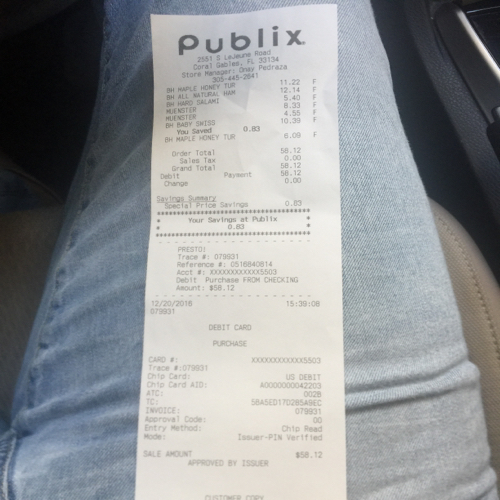 Publix.
2551 S LeJeune Road
Coral Gables, FL 33134
Store Manager: Onay Pedraza
305-445-2641
BH MAPLE HONEY TUR 11.22 F
BH ALL NATURAL HAM 12.14 F
BH HARD SALAMI 5.40 F
MUENSTER 8.33 F
MUENSTER 4.55 F
BH BABY SWISS 10.39 F
You Saved 0.83
BH MAPLE HONEY TUR 6.09 F
Order Total 58.12
Sales Tax 0.00
Grand Total 58.12
Debit Payment 58.12
Change 0.00
Savings Summary
Special Price Savings 0.83
************************************
* Your Savings at Publix *
* 0.83 *
************************************
PRESTO!
Trace #: 079931
Reference #: 0516840814
Acct #: XXXXXXXXXXXX5503
Debit Purchase FROM CHECKING
Amount: $58.12
12/20/2016 15:39:08
079931
DEBIT CARD
PURCHASE
CARD #: XXXXXXXXXXXX5503
Trace #:079931
Chip Card: US DEBIT
Chip Card AID: A0000000042203
ATC: 002B
TC: 5BA5ED17D285A9EC
INVOICE: 079931
Approval Code: 00
Entry Method: Chip Read
Mode: Issuer-PIN Verified
SALE AMOUNT $58.12
APPROVED BY ISSUER
CUSTOMER COPY